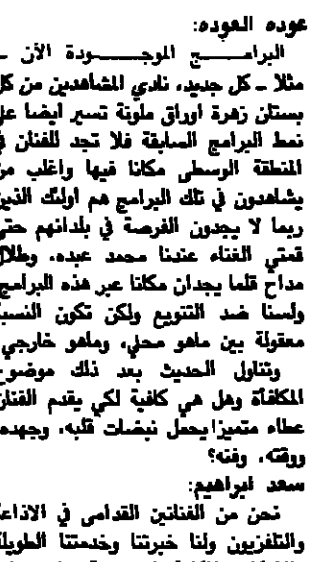 عوده العوده:
البرامـــج الموجــــودة الآن ــ
مثلا ــ كل جديد، نادي المشاهدين من كل
بستان زهرة اوراق ملونة تسير ايضا على
نمط البرامج السابقة فلا تجد للفنان في
المنطقة الوسطى مكانا فيها واغلب من
يشاهدون في تلك البرامج هم اولئك الذين
ربما لا يجدون الفرصة في بلدانهم حتى
قمتي الغناء عندنا محمد عبده، وطلال
مداح قلما يجدان مكانا عبر هذه البرامج
ولسنا ضد التنويع ولكن تكون النسبة
معقولة بين ماهو محلي، وماهو خارجي
وتناول الحديث بعد ذلك موضوع
المكافأة وهل هي كافية لكي يقدم الفنان
عطاء متميزا يحمل نبضات قلبه، وجهده
ووقته، وفنه؟
سعد ابراهيم:
نحن من الفنانين القدامى في الاذاعة
والتلفزيون ولنا خبرتنا وخدمتنا الطويلة